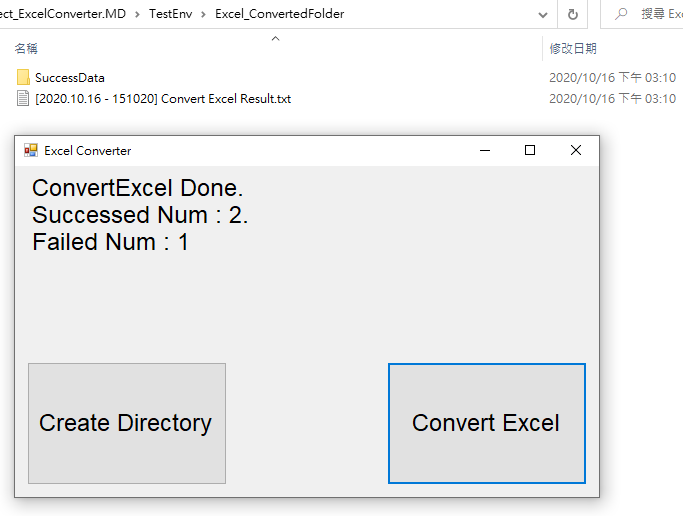 ect_ExcelConverter.MD > TestEnv > Excel_ConvertedFolder 搜尋 Exc
名稱 修改日期
SuccessData 2020/10/16 下午 03:10
[2020.10.16 - 151020] Convert Excel Result.txt 2020/10/16 下午 03:10
Excel Converter
ConvertExcel Done.
Successed Num : 2.
Failed Num : 1
Create Directory Convert Excel